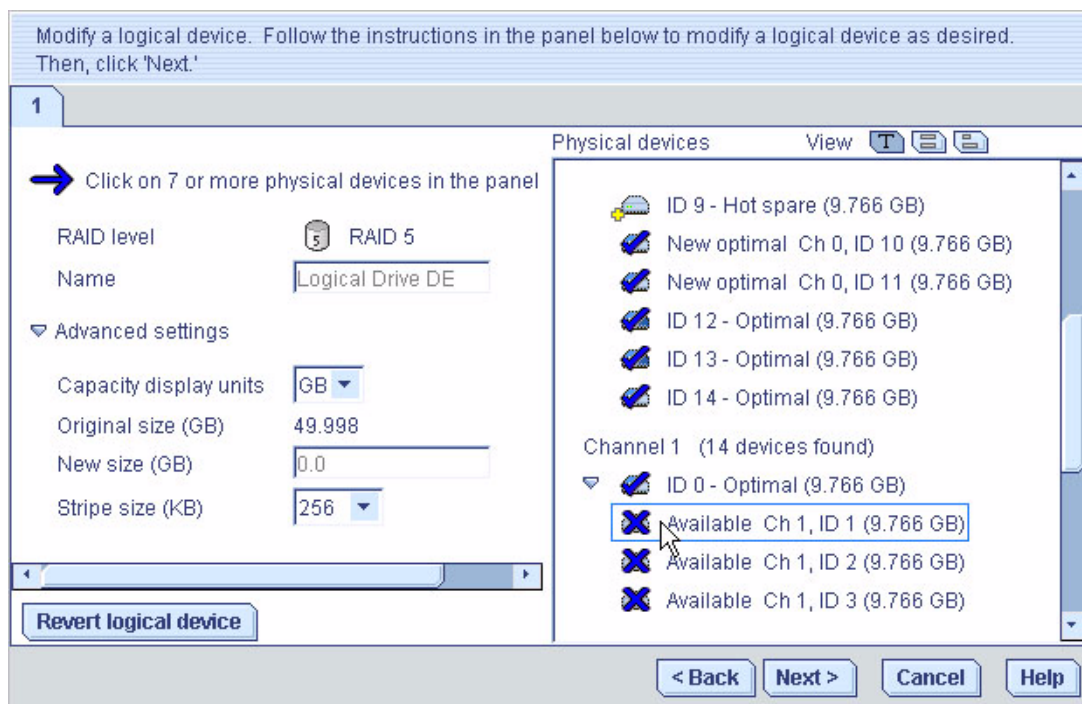 Modify a logical device. Follow the instructions in the panel below to modify a logical device as desired.
Then, click 'Next.'
1
Click on 7 or more physical devices in the panel
RAID level
5
RAID 5
Name
Logical Drive DE
Advanced settings
Capacity display units
GB
Original size (GB)
49.998
New size (GB)
0.0
Stripe size (KB)
256
Revert logical device
Physical devices
View
T
ID 9 - Hot spare (9.766 GB)
New optimal Ch 0, ID 10 (9.766 GB)
New optimal Ch 0, ID 11 (9.766 GB)
ID 12 - Optimal (9.766 GB)
ID 13 - Optimal (9.766 GB)
ID 14 - Optimal (9.766 GB)
Channel 1 (14 devices found)
ID 0 - Optimal (9.766 GB)
Available Ch 1, ID 1 (9.766 GB)
Available Ch 1, ID 2 (9.766 GB)
Available Ch 1, ID 3 (9.766 GB)
< Back
Next >
Cancel
Help